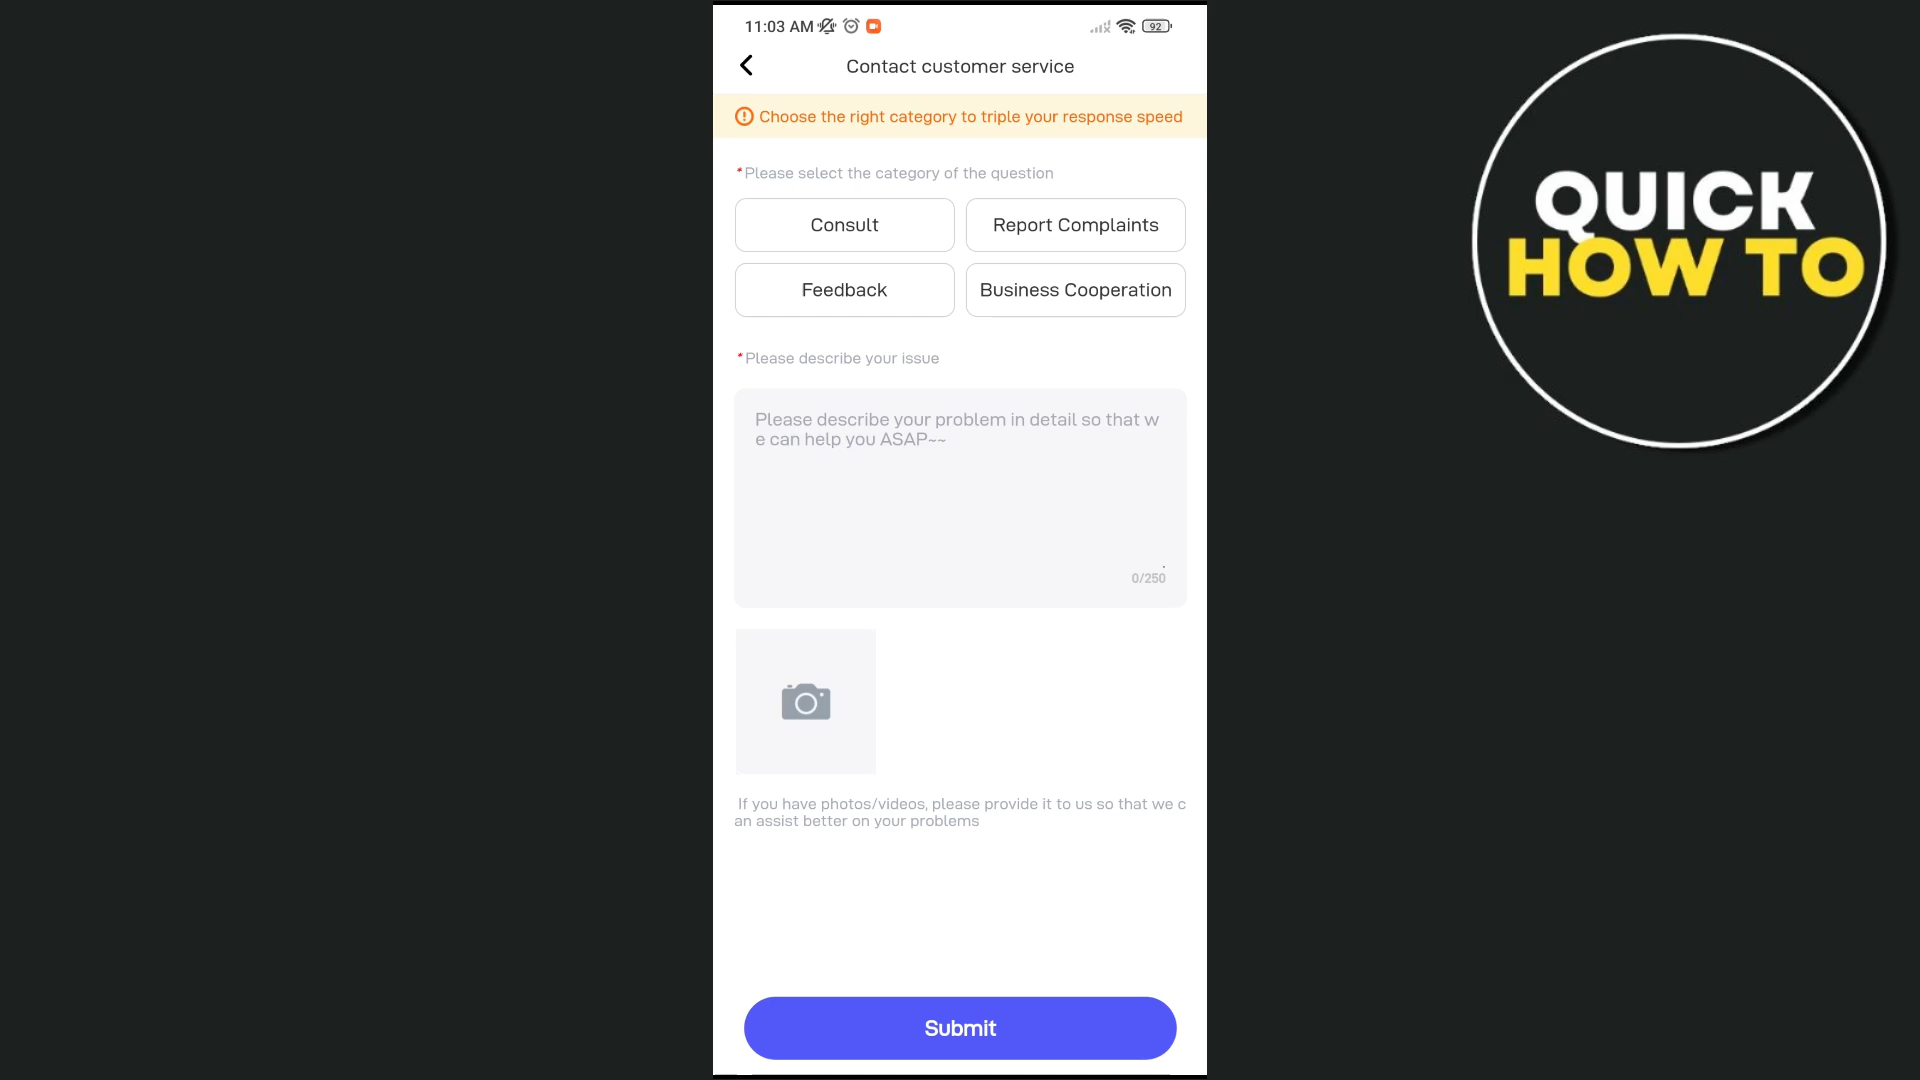 11:03 AM
92
Contact customer service
Choose the right category to triple your response speed
*Please select the category of the question
Consult
Report Complaints
Feedback
Business Cooperation
*Please describe your issue
Please describe your problem in detail so that w
e can help you ASAP~~
0/250
If you have photos/videos, please provide it to us so that we c
an assist better on your problems
Submit
QUICK
HOW TO